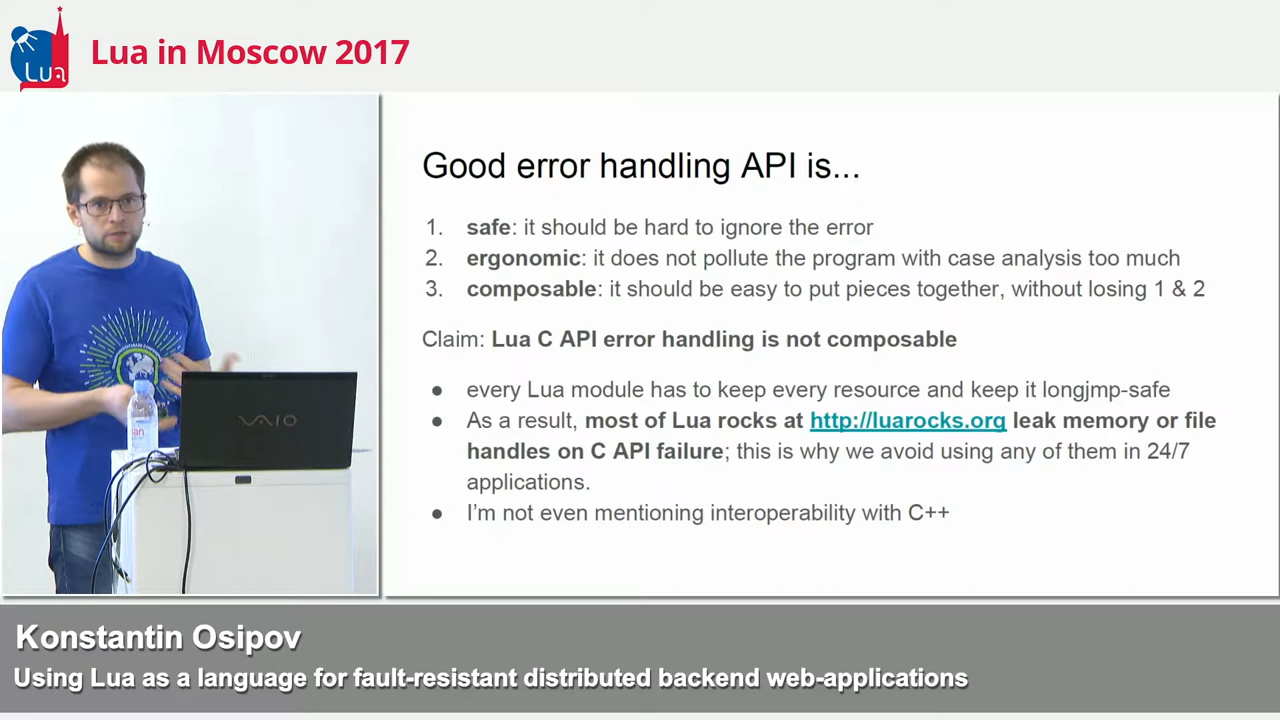 Lua
Lua in Moscow 2017
Good error handling API is...
1. safe: it should be hard to ignore the error
2. ergonomic: it does not pollute the program with case analysis too much
3. composable: it should be easy to put pieces together, without losing 1 & 2
Claim: Lua C API error handling is not composable
● every Lua module has to keep every resource and keep it longjmp-safe
● As a result, most of Lua rocks at http://luarocks.org leak memory or file
handles on C API failure; this is why we avoid using any of them in 24/7
applications.
● I'm not even mentioning interoperability with C++
VAIO
Konstantin Osipov
Using Lua as a language for fault-resistant distributed backend web-applications